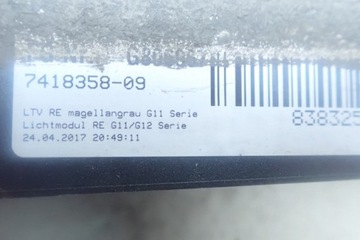 7418358-09
LTV RE magellangrau G11 Serie
Lichtmodul RE G11/G12 Serie
24.04.2017 20:49:11
838325